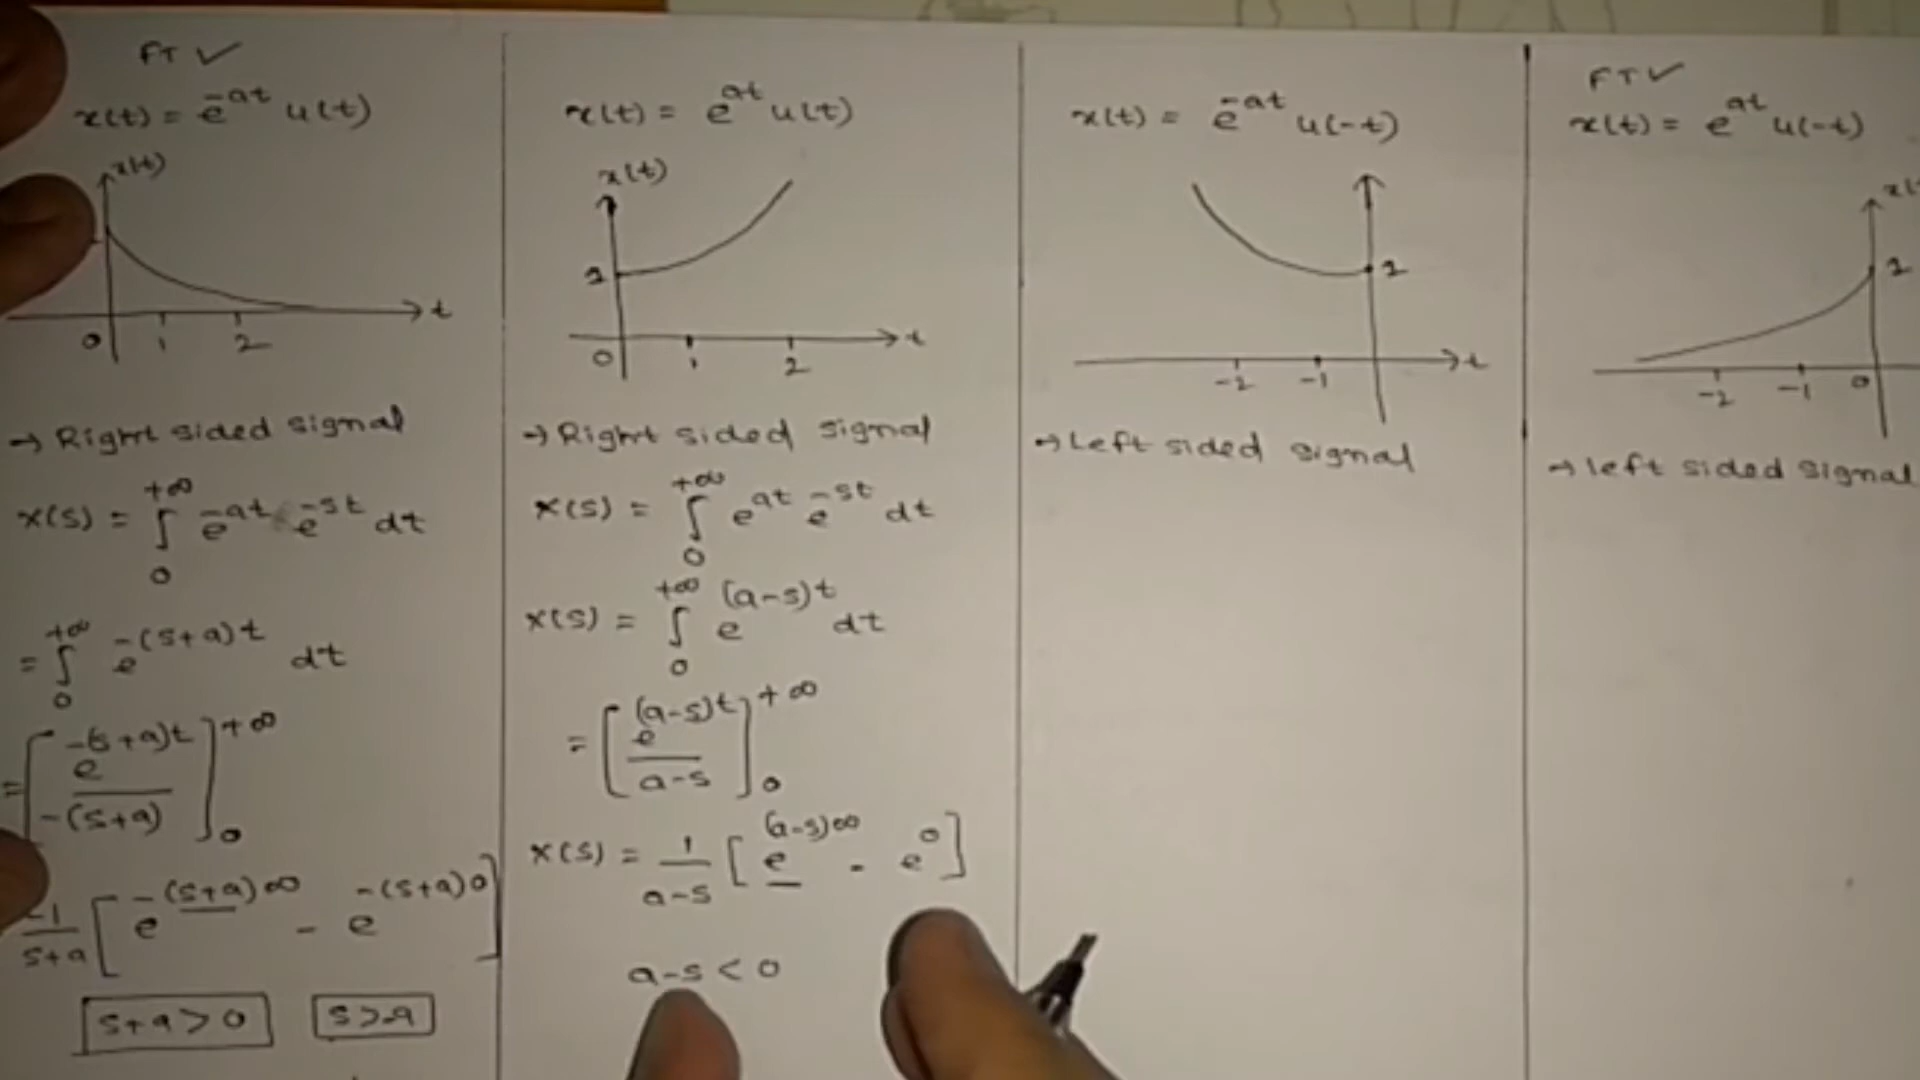 FT ✓
x(t) = e^-at u(t)
x(t)
t
0 1 2
→ Right sided signal
X(s) = ∫_0^+∞ e^-at e^-st dt
= ∫_0^+∞ e^-(s+a)t dt
= [e^-(s+a)t / -(s+a)]_0^+∞
-1/s+a [e^-(s+a)∞ - e^-(s+a)0]
s+a > 0 s>-a
x(t) = e^at u(t)
x(t)
1
t
0 1 2
→ Right sided signal
X(s) = ∫_0^+∞ e^at e^-st dt
X(s) = ∫_0^+∞ e^(a-s)t dt
= [e^(a-s)t / a-s]_0^+∞
X(s) = 1/a-s [e^(a-s)∞ - e^0]
a-s < 0
x(t) = e^-at u(-t)
1
t
-2 -1
→ Left sided signal
FT ✓
x(t) = e^at u(-t)
1
-2 -1 0
→ left sided signal